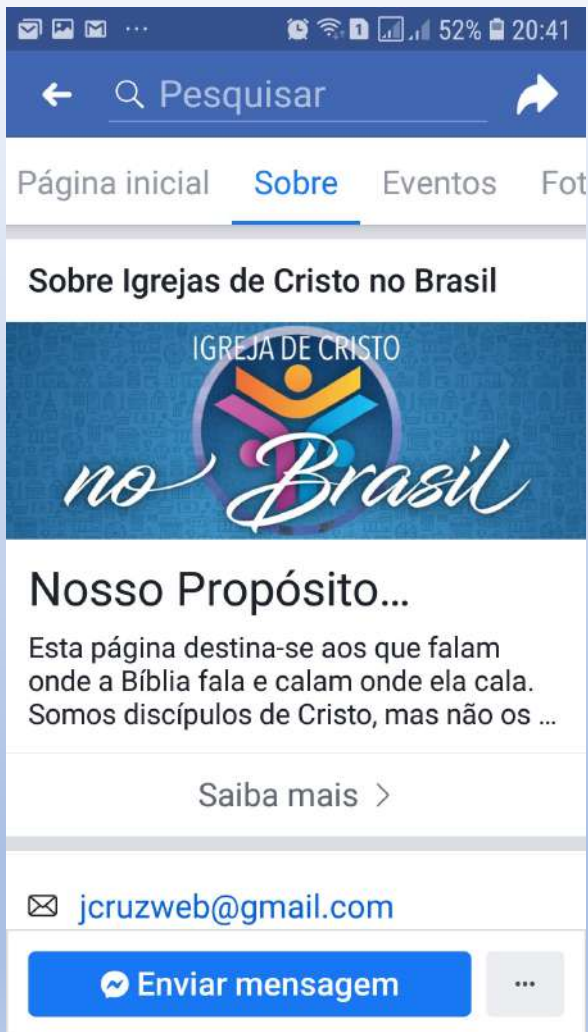 1 52% 20:41
Pesquisar
Página inicial Sobre Eventos Fot
Sobre Igrejas de Cristo no Brasil
IGREJA DE CRISTO
no Brasil
Nosso Propósito...
Esta página destina-se aos que falam
onde a Bíblia fala e calam onde ela cala.
Somos discípulos de Cristo, mas não os ...
Saiba mais >
jcruzweb@gmail.com
Enviar mensagem ...